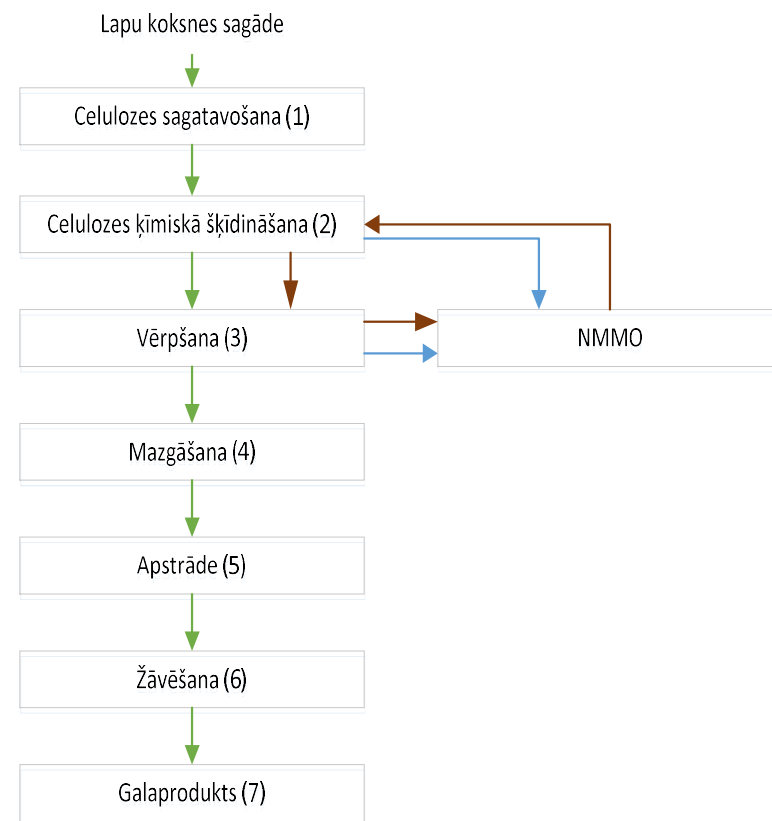 Lapu koksnes sagāde
Celulozes sagatavošana (1)
Celulozes ķīmiskā šķīdināšana (2)
Vērpšana (3)
NMMO
Mazgāšana (4)
Apstrāde (5)
Žāvēšana (6)
Galaprodukts (7)